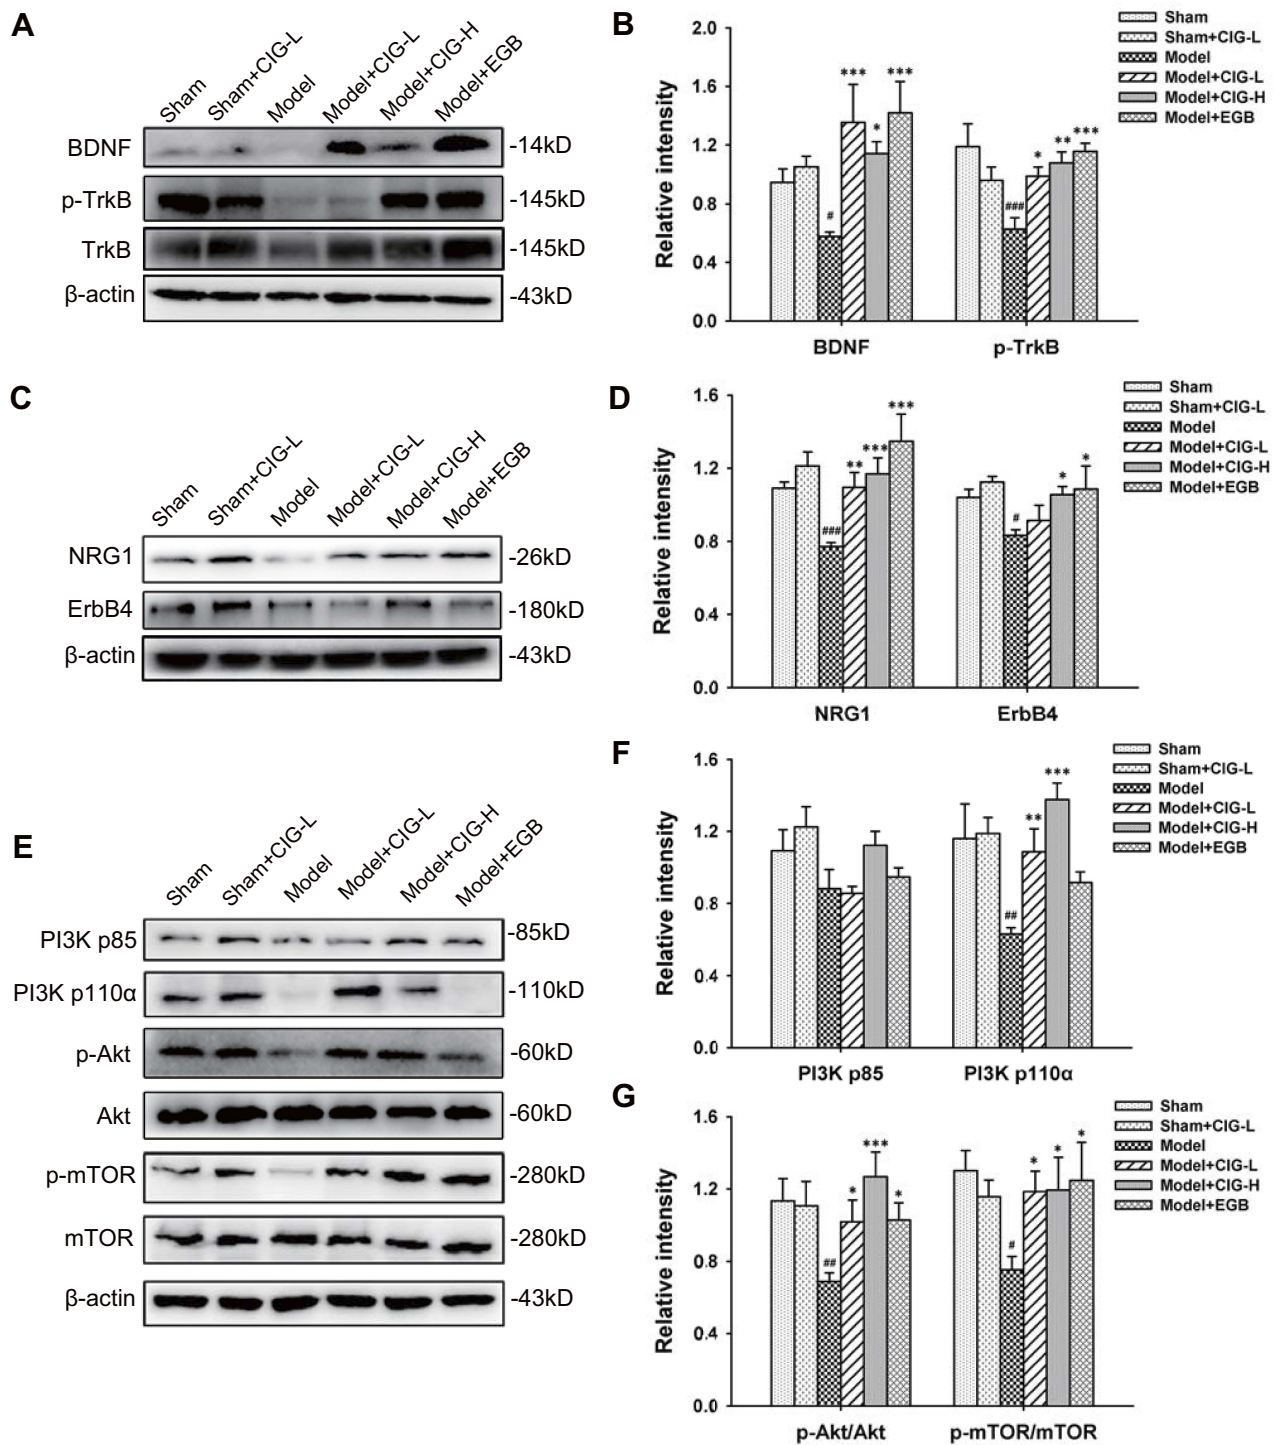 A
Sham
Sham+CIG-L
Model
Model+CIG-L
Model+CIG-H
Model+EGB
BDNF
-14kD
p-TrkB
-145kD
TrkB
-145kD
β-actin
-43kD
B
Relative intensity
2.0
1.6
1.2
0.8
0.4
0.0
#
***
*
***
###
*
**
***
BDNF
p-TrkB
Sham
Sham+CIG-L
Model
Model+CIG-L
Model+CIG-H
Model+EGB
C
Sham
Sham+CIG-L
Model
Model+CIG-L
Model+CIG-H
Model+EGB
NRG1
-26kD
ErbB4
-180kD
β-actin
-43kD
D
Relative intensity
1.6
1.2
0.8
0.4
0.0
###
**
***
***
#
*
*
NRG1
ErbB4
Sham
Sham+CIG-L
Model
Model+CIG-L
Model+CIG-H
Model+EGB
E
Sham
Sham+CIG-L
Model
Model+CIG-L
Model+CIG-H
Model+EGB
PI3K p85
-85kD
PI3K p110α
-110kD
p-Akt
-60kD
Akt
-60kD
p-mTOR
-280kD
mTOR
-280kD
β-actin
-43kD
F
Relative intensity
1.6
1.2
0.8
0.4
0.0
##
**
***
PI3K p85
PI3K p110α
Sham
Sham+CIG-L
Model
Model+CIG-L
Model+CIG-H
Model+EGB
G
Relative intensity
1.6
1.2
0.8
0.4
0.0
##
*
***
*
#
*
*
*
p-Akt/Akt
p-mTOR/mTOR
Sham
Sham+CIG-L
Model
Model+CIG-L
Model+CIG-H
Model+EGB